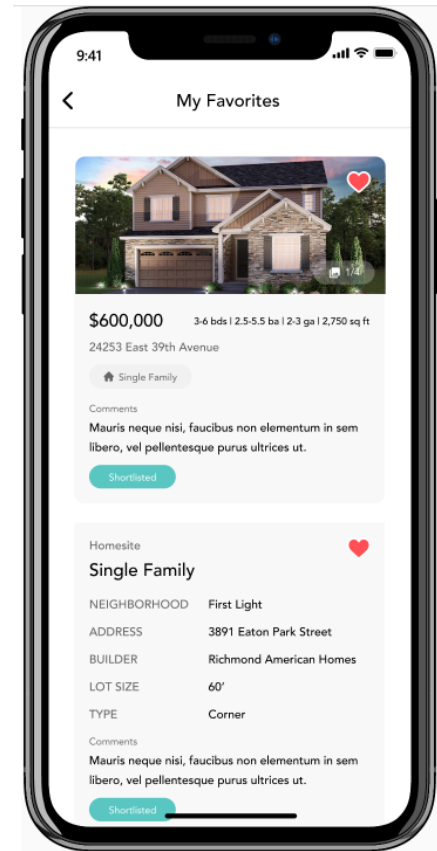 9:41
My Favorites
1/4
$600,000 3-6 bds | 2.5-5.5 ba | 2-3 ga | 2,750 sq ft
24253 East 39th Avenue
Single Family
Comments
Mauris neque nisi, faucibus non elementum in sem
libero, vel pellentesque purus ultrices ut.
Shortlisted
Homesite
Single Family
NEIGHBORHOOD First Light
ADDRESS 3891 Eaton Park Street
BUILDER Richmond American Homes
LOT SIZE 60'
TYPE Corner
Comments
Mauris neque nisi, faucibus non elementum in sem
libero, vel pellentesque purus ultrices ut.
Shortlisted